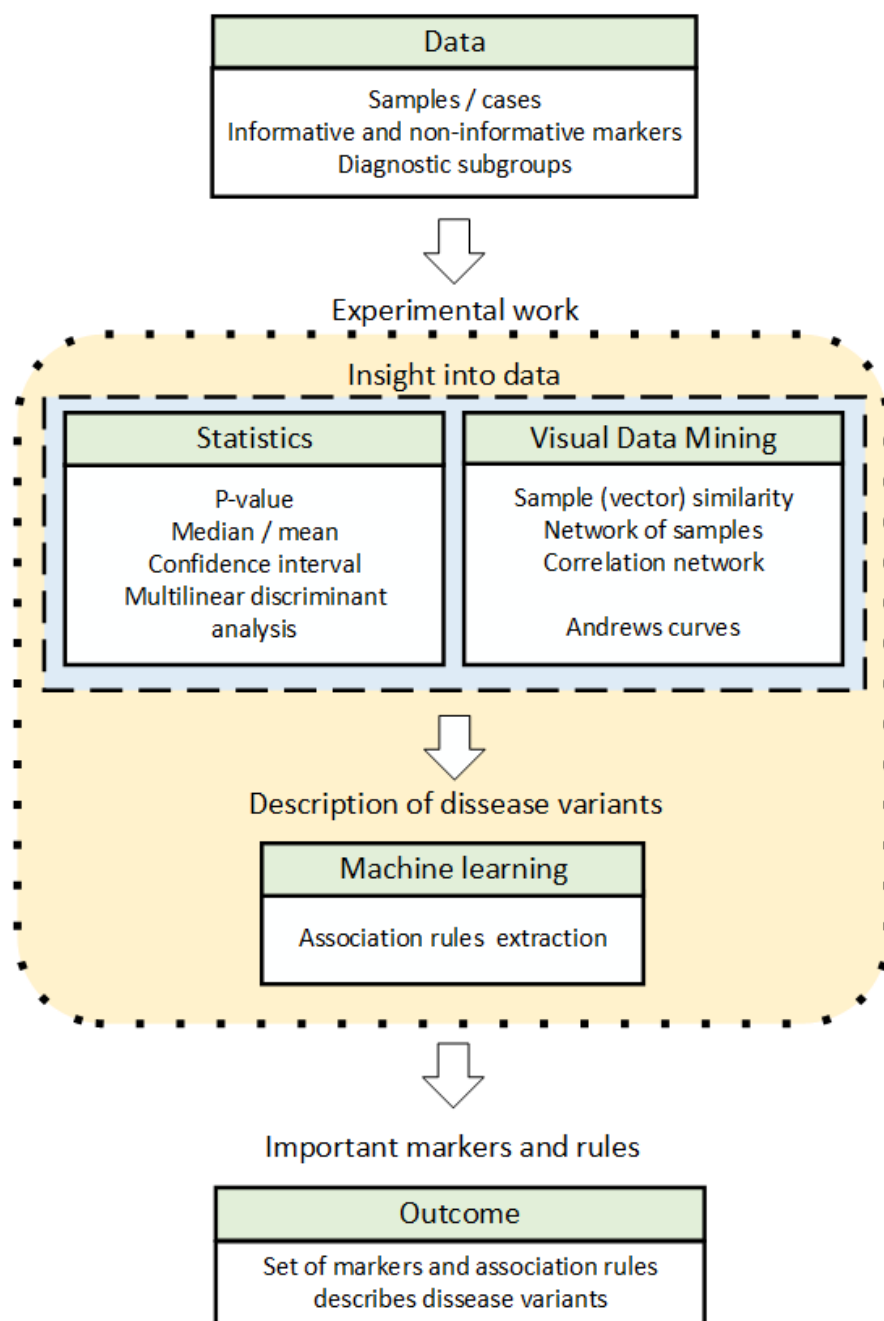 Data
Samples / cases
Informative and non-informative markers
Diagnostic subgroups
Experimental work
Insight into data
Statistics
P-value
Median / mean
Confidence interval
Multilinear discriminant
analysis
Visual Data Mining
Sample (vector) similarity
Network of samples
Correlation network
Andrews curves
Description of dissease variants
Machine learning
Association rules extraction
Important markers and rules
Outcome
Set of markers and association rules
describes dissease variants